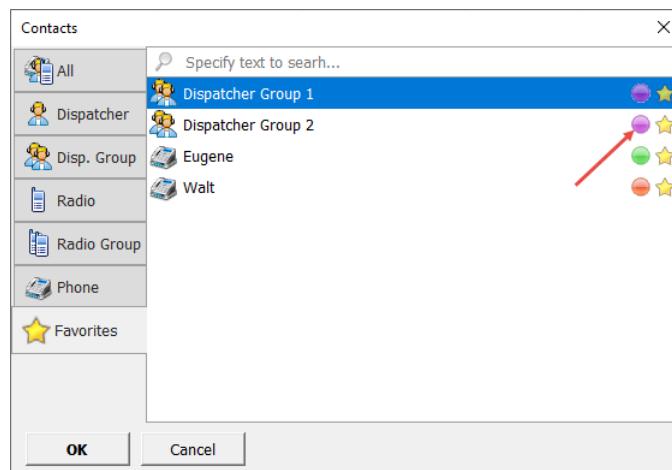 Contacts
All
Dispatcher
Disp. Group
Radio
Radio Group
Phone
Favorites
Specify text to searh...
Dispatcher Group 1
Dispatcher Group 2
Eugene
Walt
OK
Cancel